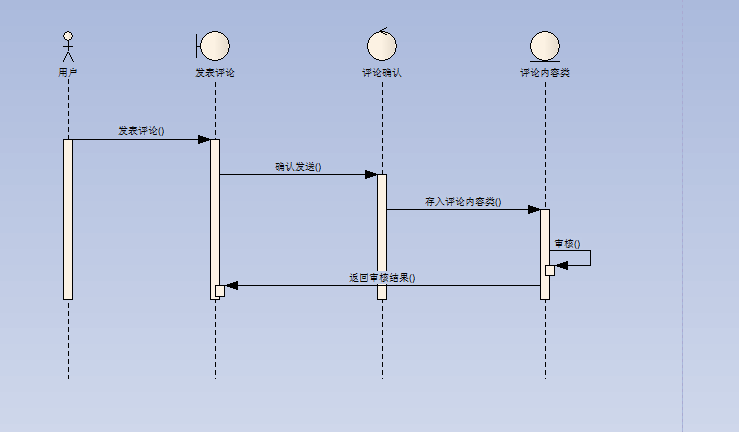 用户
发表评论
评论确认
评论内容类
发表评论()
确认发送()
存入评论内容类()
审核()
返回审核结果()